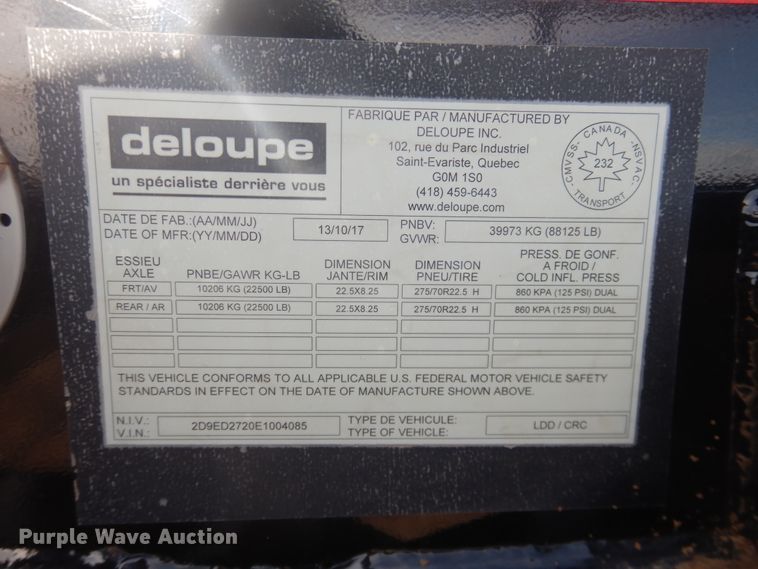 deloupe
un spécialiste derrière vous
FABRIQUE PAR / MANUFACTURED BY
DELOUPE INC.
102, rue du Parc Industriel
Saint-Evariste, Quebec
G0M 1S0
(418) 459-6443
www.deloupe.com
CANADA
CMVSS - NSVAC
232
TRANSPORT
DATE DE FAB.:(AA/MM/JJ)
DATE OF MFR:(YY/MM/DD)
13/10/17
PNBV:
GVWR:
39973 KG (88125 LB)
ESSIEU
AXLE
PNBE/GAWR KG-LB
DIMENSION
JANTE/RIM
DIMENSION
PNEU/TIRE
PRESS. DE GONF.
A FROID /
COLD INFL. PRESS
FRT/AV 10206 KG (22500 LB) 22.5X8.25 275/70R22.5 H 860 KPA (125 PSI) DUAL
REAR / AR 10206 KG (22500 LB) 22.5X8.25 275/70R22.5 H 860 KPA (125 PSI) DUAL
THIS VEHICLE CONFORMS TO ALL APPLICABLE U.S. FEDERAL MOTOR VEHICLE SAFETY
STANDARDS IN EFFECT ON THE DATE OF MANUFACTURE SHOWN ABOVE.
N.I.V.:
V.I.N.:
2D9ED2720E1004085
TYPE DE VEHICULE:
TYPE OF VEHICLE:
LDD / CRC
Purple Wave Auction